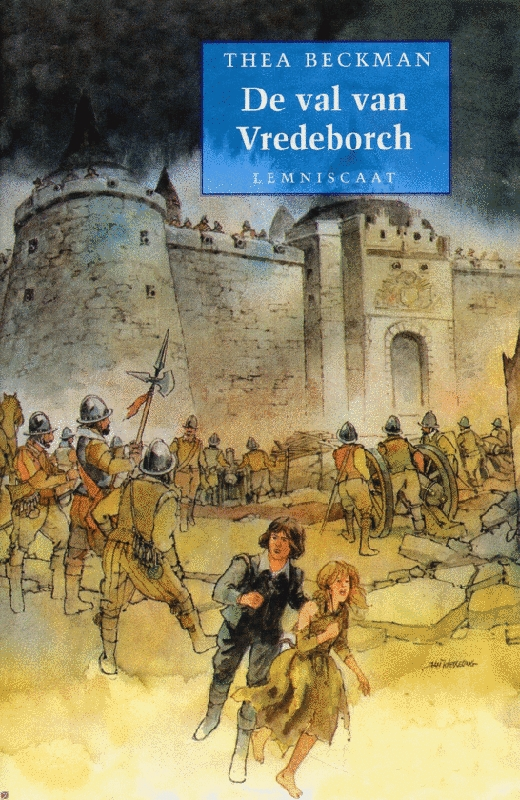 THEA BECKMAN
De val van
Vredeborch
LEMNISCAAT